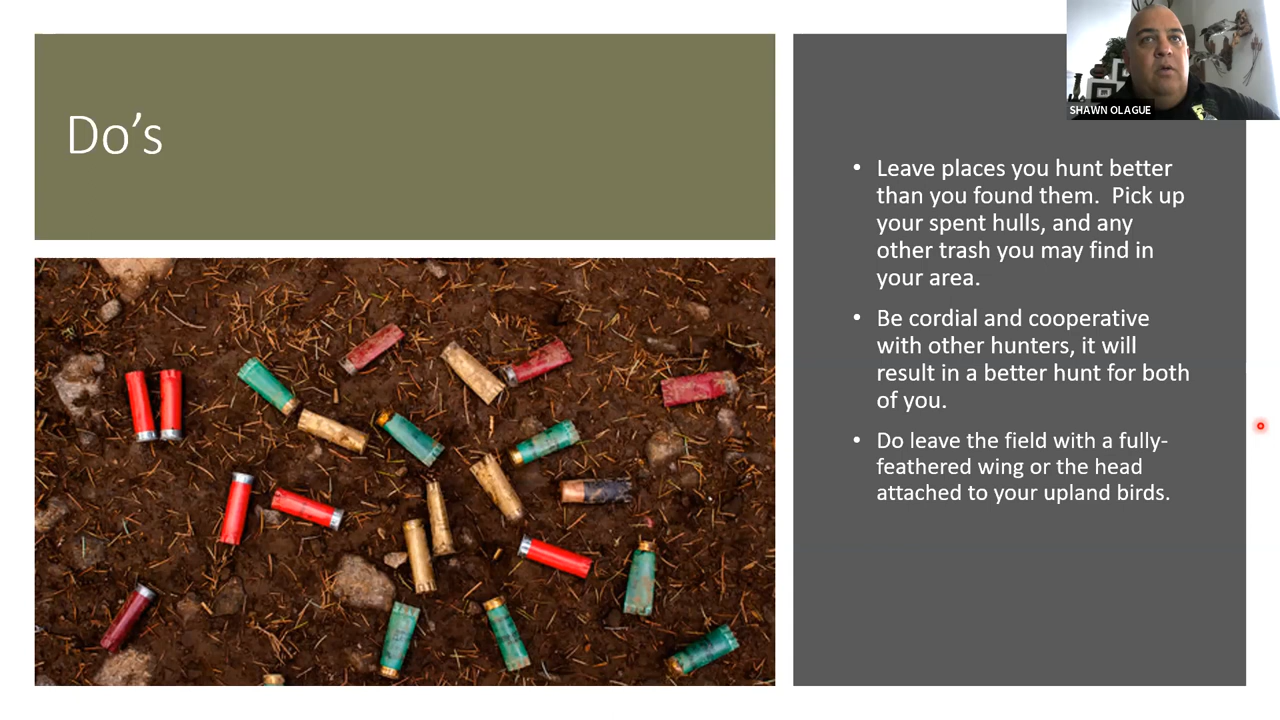 Do’s
SHAWN OLAGUE
• Leave places you hunt better
than you found them.  Pick up
your spent hulls, and any
other trash you may find in
your area.
• Be cordial and cooperative
with other hunters, it will
result in a better hunt for both
of you.
• Do leave the field with a fully-
feathered wing or the head
attached to your upland birds.